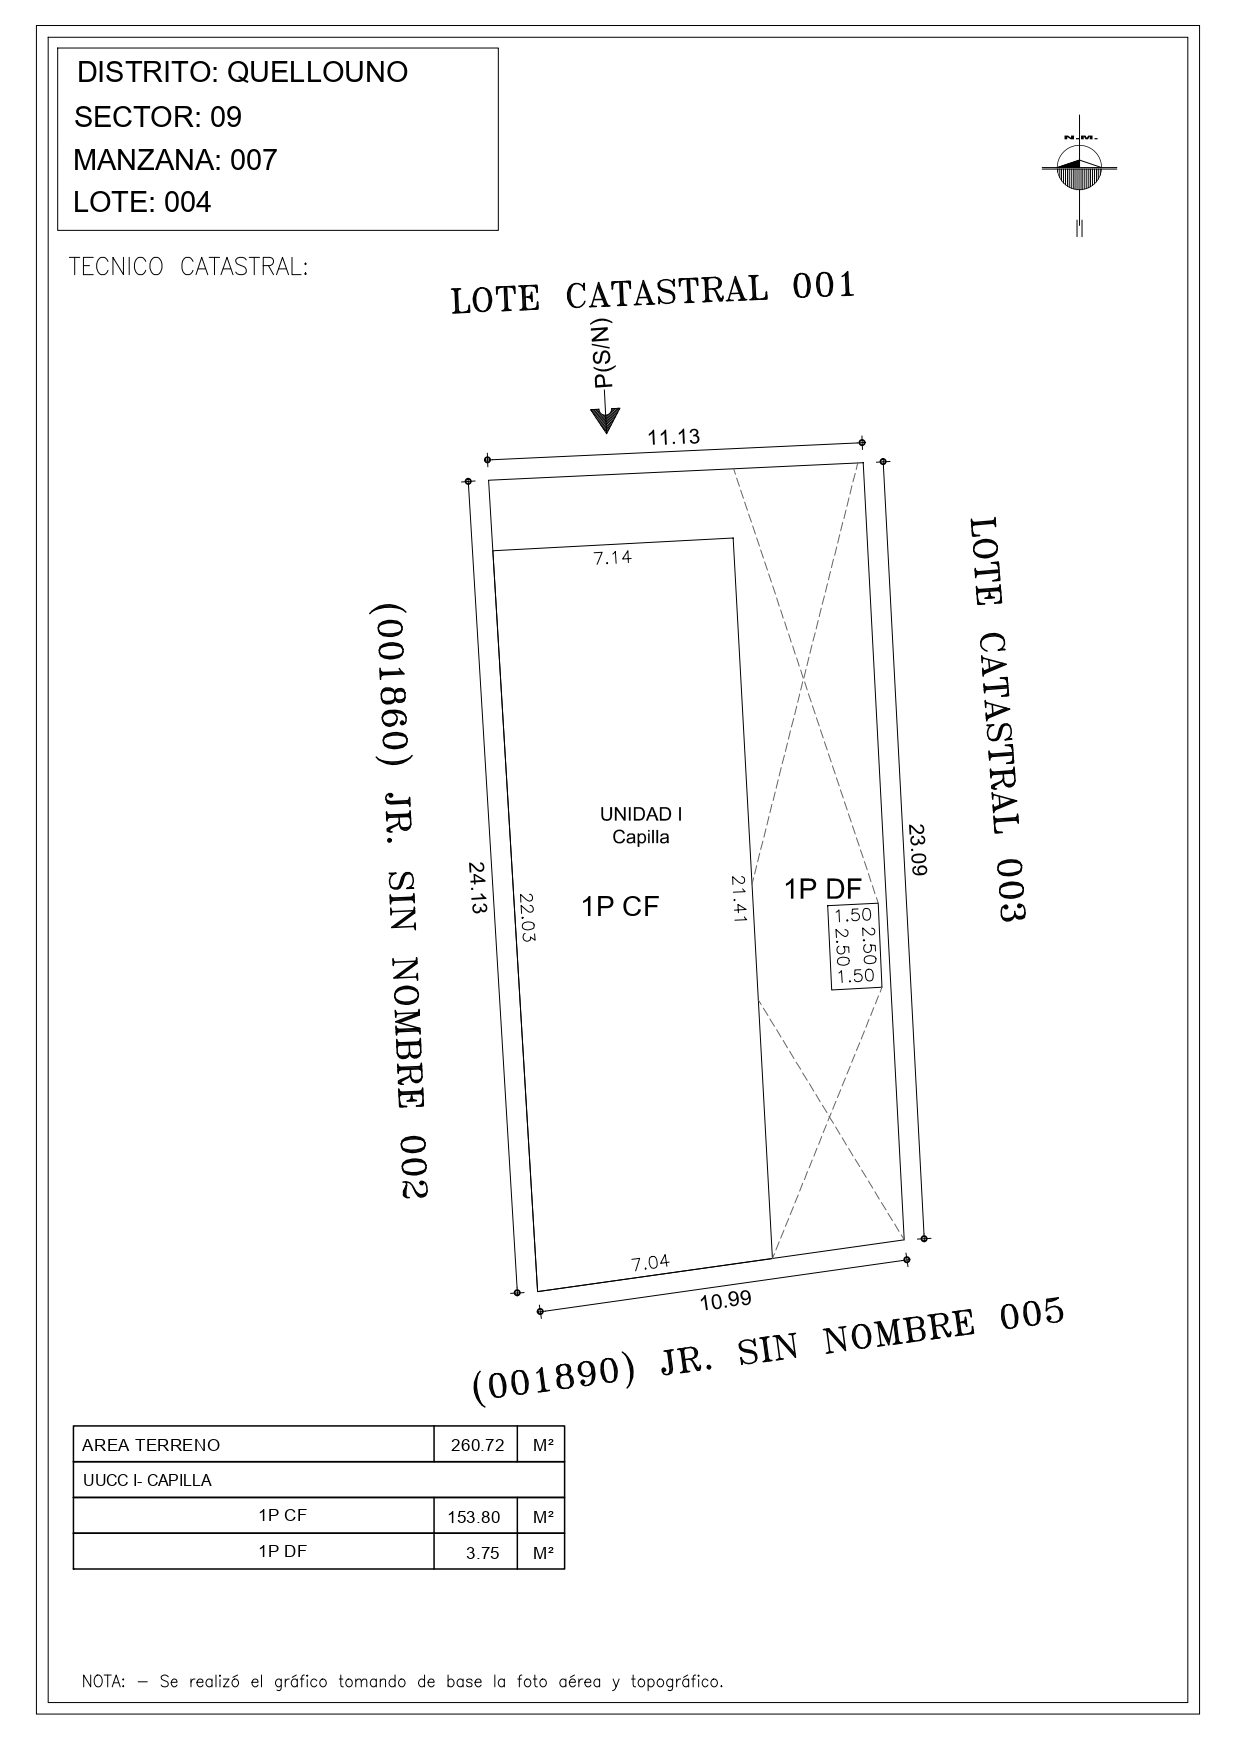 DISTRITO: QUELLOUNO
SECTOR: 09
MANZANA: 007
LOTE: 004
N.M.
TECNICO CATASTRAL:
LOTE CATASTRAL 001
P(S/N)
11.13
7.14
LOTE CATASTRAL 003
(001860) JR. SIN NOMBRE 002
UNIDAD I
Capilla
24.13
22.03
1P CF
21.41
1P DF
23.09
1.50
2.50
2.50
1.50
7.04
10.99
(001890) JR. SIN NOMBRE 005
AREA TERRENO 260.72 M²
UUCC I- CAPILLA
1P CF 153.80 M²
1P DF 3.75 M²
NOTA: – Se realizó el gráfico tomando de base la foto aérea y topográfico.